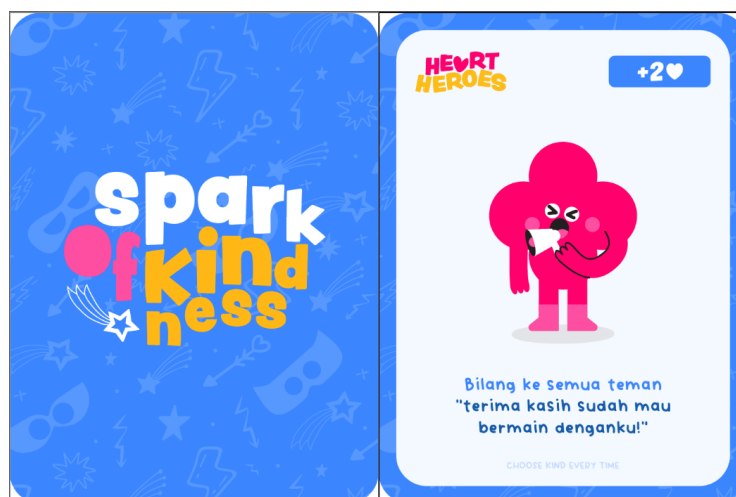 spark
of kind
ness
HEART
HEROES
+2
Bilang ke semua teman
"terima kasih sudah mau
bermain denganku!"
CHOOSE KIND EVERY TIME